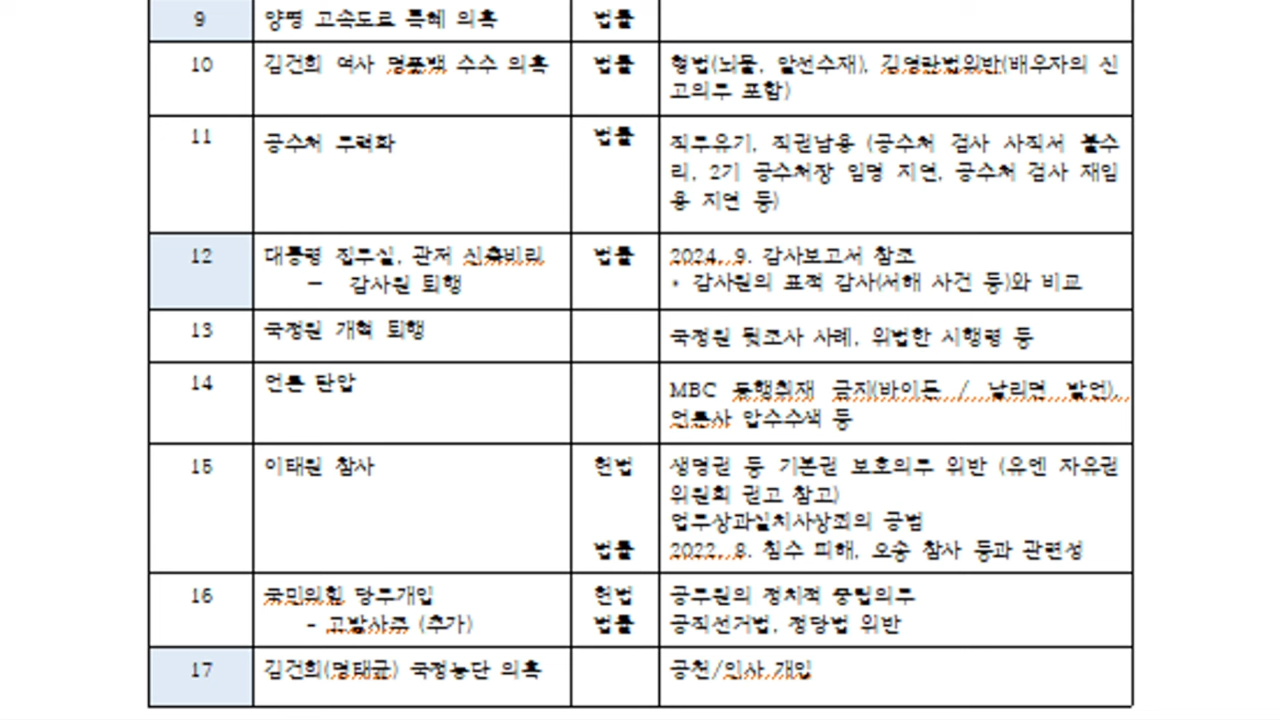 9 양평 고속도로 특혜 의혹 법률
10 김건희 여사 명품백 수수 의혹 법률 형법(뇌물, 알선수재), 김영란법위반(배우자의 신
고의무 포함)
11 공수처 무력화 법률 직무유기, 직권남용 (공수처 검사 사직서 불수
리, 2기 공수처장 임명 지연, 공수처 검사 재임
용 지연 등)
12 대통령 집무실, 관저 신축비리 법률 2024. 9. 감사보고서 참조
- 감사원 퇴행 * 감사원의 표적 감사(서해 사건 등)와 비교
13 국정원 개혁 퇴행 국정원 뒷조사 사례, 위법한 시행령 등
14 언론 탄압 MBC 동행취재 금지(바이든 / 날리면 발언),
언론사 압수수색 등
15 이태원 참사 헌법 생명권 등 기본권 보호의무 위반 (유엔 자유권
위원회 권고 참고)
업무상과실치사상죄의 공범
법률 2022. 8. 침수 피해, 오송 참사 등과 관련성
16 국민의힘 당무개입 헌법 공무원의 정치적 중립의무
- 고발사주 (추가) 법률 공직선거법, 정당법 위반
17 김건희(명태균) 국정농단 의혹 공천/인사 개입